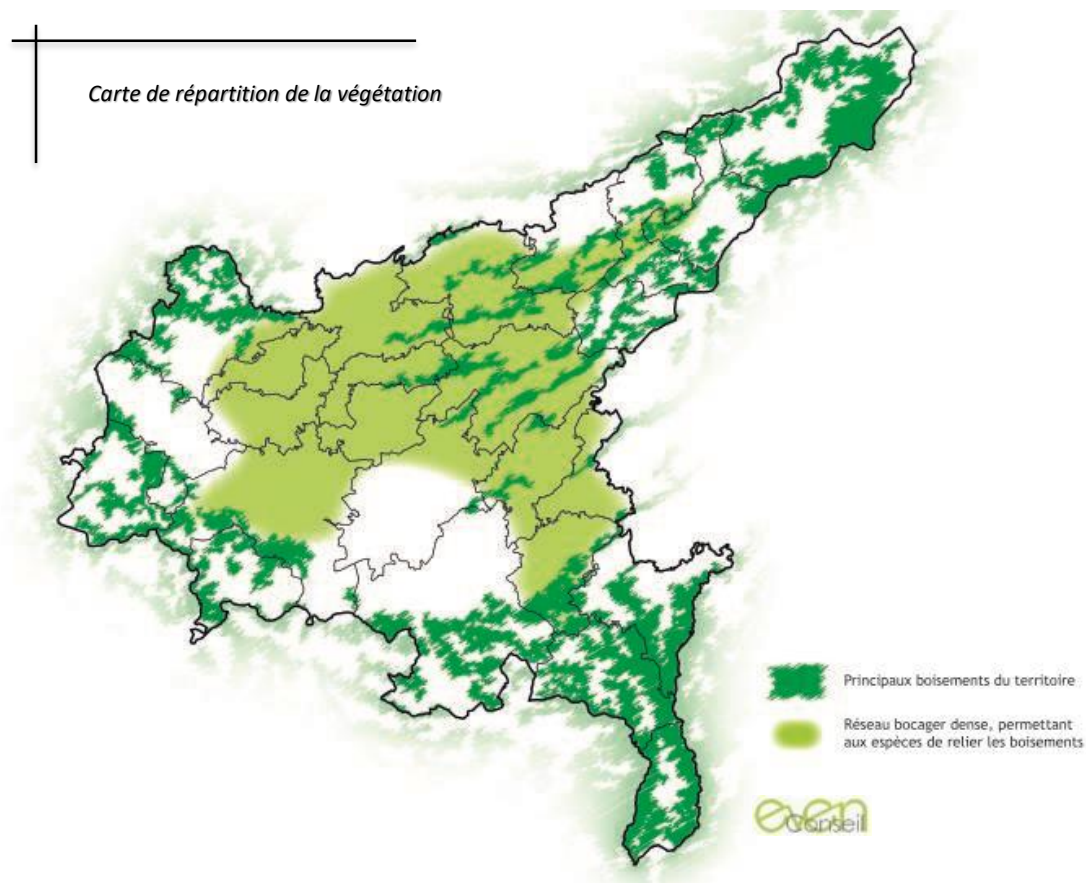 Carte de répartition de la végétation
Principaux boisements du territoire
Réseau bocager dense, permettant
aux espèces de relier les boisements
even
Conseil